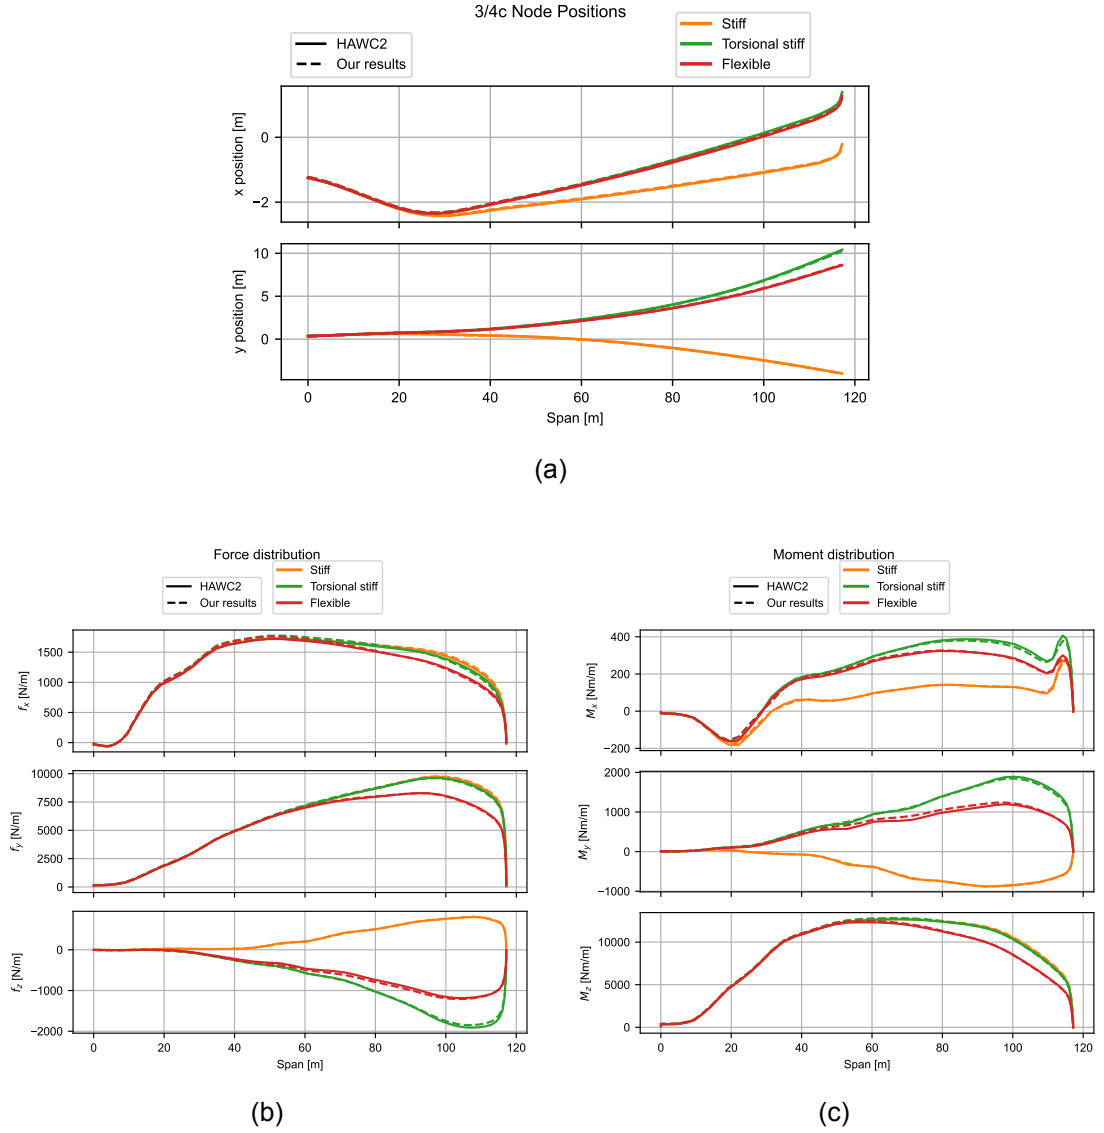 3/4c Node Positions
HAWC2
Our results
Stiff
Torsional stiff
Flexible
x position [m]
0
−2
y position [m]
10
5
0
0 20 40 60 80 100 120
Span [m]
(a)
Force distribution
HAWC2
Our results
Stiff
Torsional stiff
Flexible
fx [N/m]
1500
1000
500
0
fy [N/m]
10000
7500
5000
2500
0
fz [N/m]
0
−1000
−2000
0 20 40 60 80 100 120
Span [m]
(b)
Moment distribution
HAWC2
Our results
Stiff
Torsional stiff
Flexible
Mx [Nm/m]
400
200
0
−200
My [Nm/m]
2000
1000
0
−1000
Mz [Nm/m]
10000
5000
0
0 20 40 60 80 100 120
Span [m]
(c)